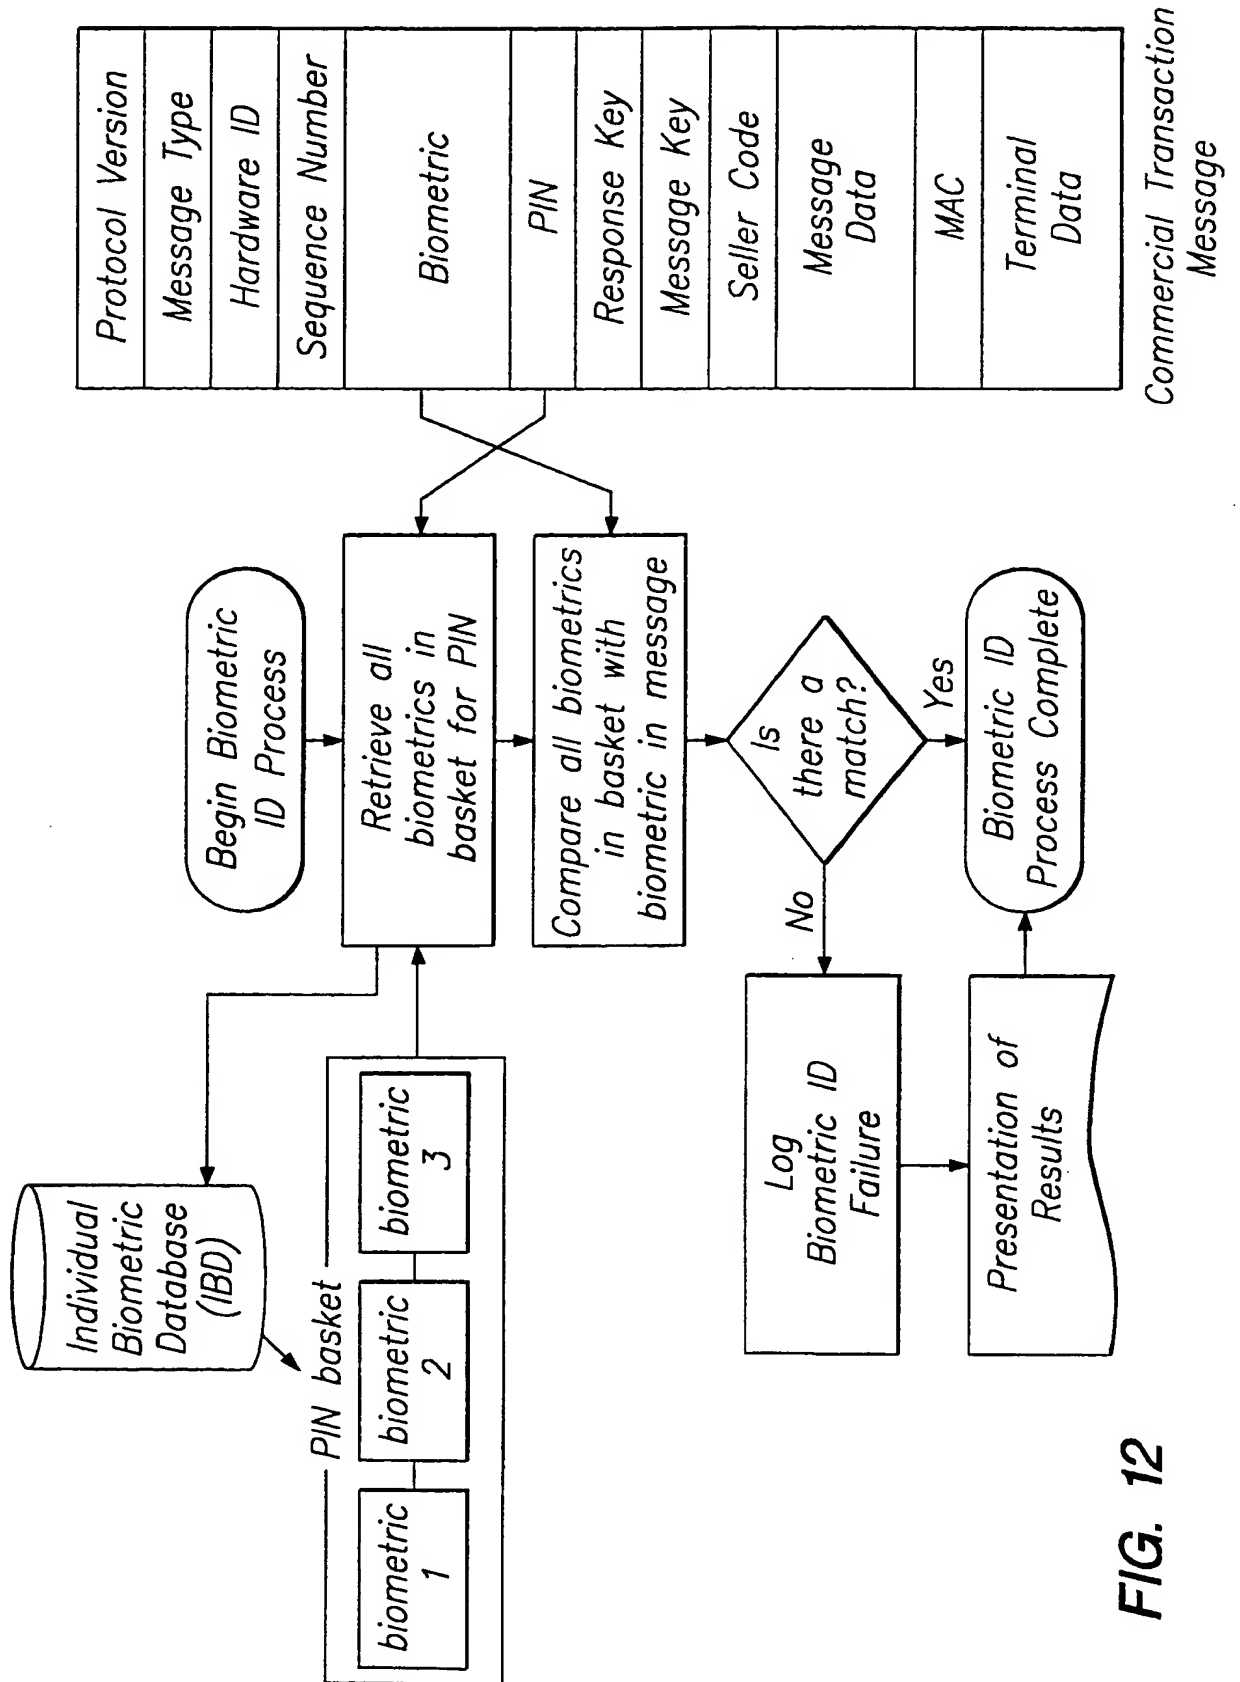 Individual
Biometric
Database
(IBD)
PIN basket
biometric
1
biometric
2
biometric
3
Begin Biometric
ID Process
Retrieve all
biometrics in
basket for PIN
Compare all biometrics
in basket with
biometric in message
Is
there a
match?
No
Yes
Log
Biometric ID
Failure
Presentation of
Results
Biometric ID
Process Complete
Protocol Version
Message Type
Hardware ID
Sequence Number
Biometric
PIN
Response Key
Message Key
Seller Code
Message
Data
MAC
Terminal
Data
Commercial Transaction
Message
FIG. 12